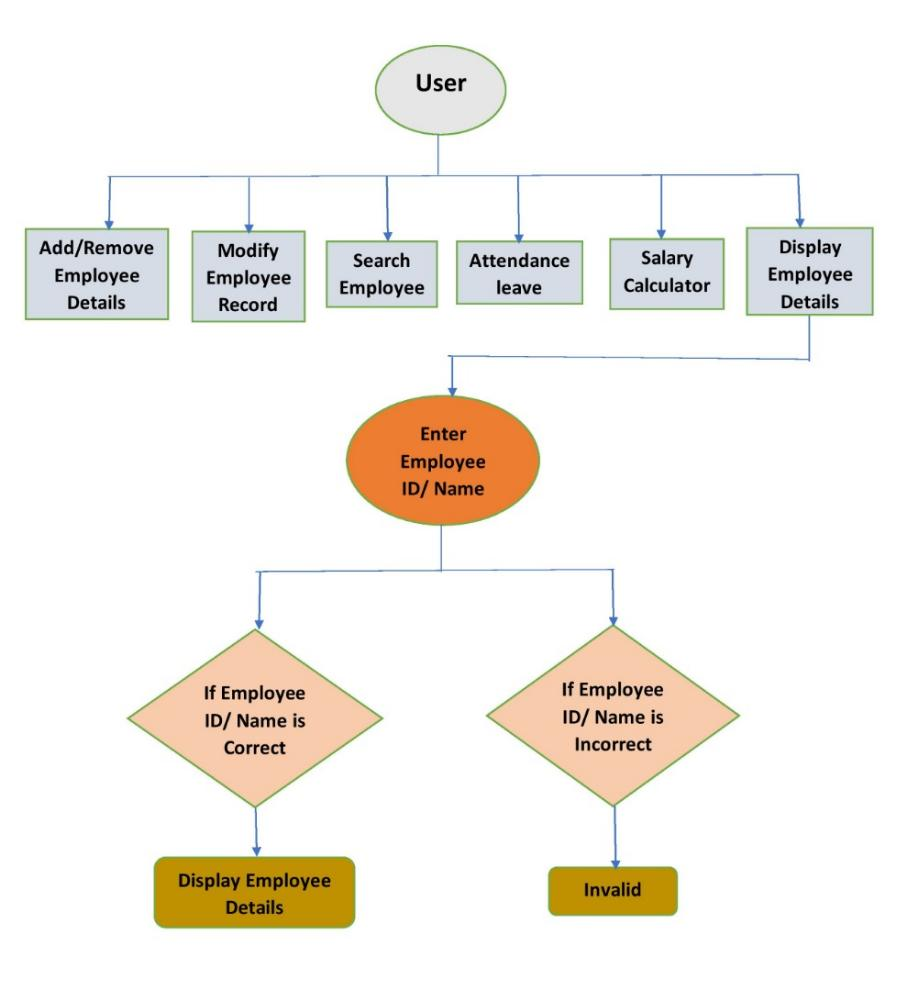 User
Add/Remove
Employee
Details
Modify
Employee
Record
Search
Employee
Attendance
leave
Salary
Calculator
Display
Employee
Details
Enter
Employee
ID/ Name
If Employee
ID/ Name is
Correct
If Employee
ID/ Name is
Incorrect
Display Employee
Details
Invalid